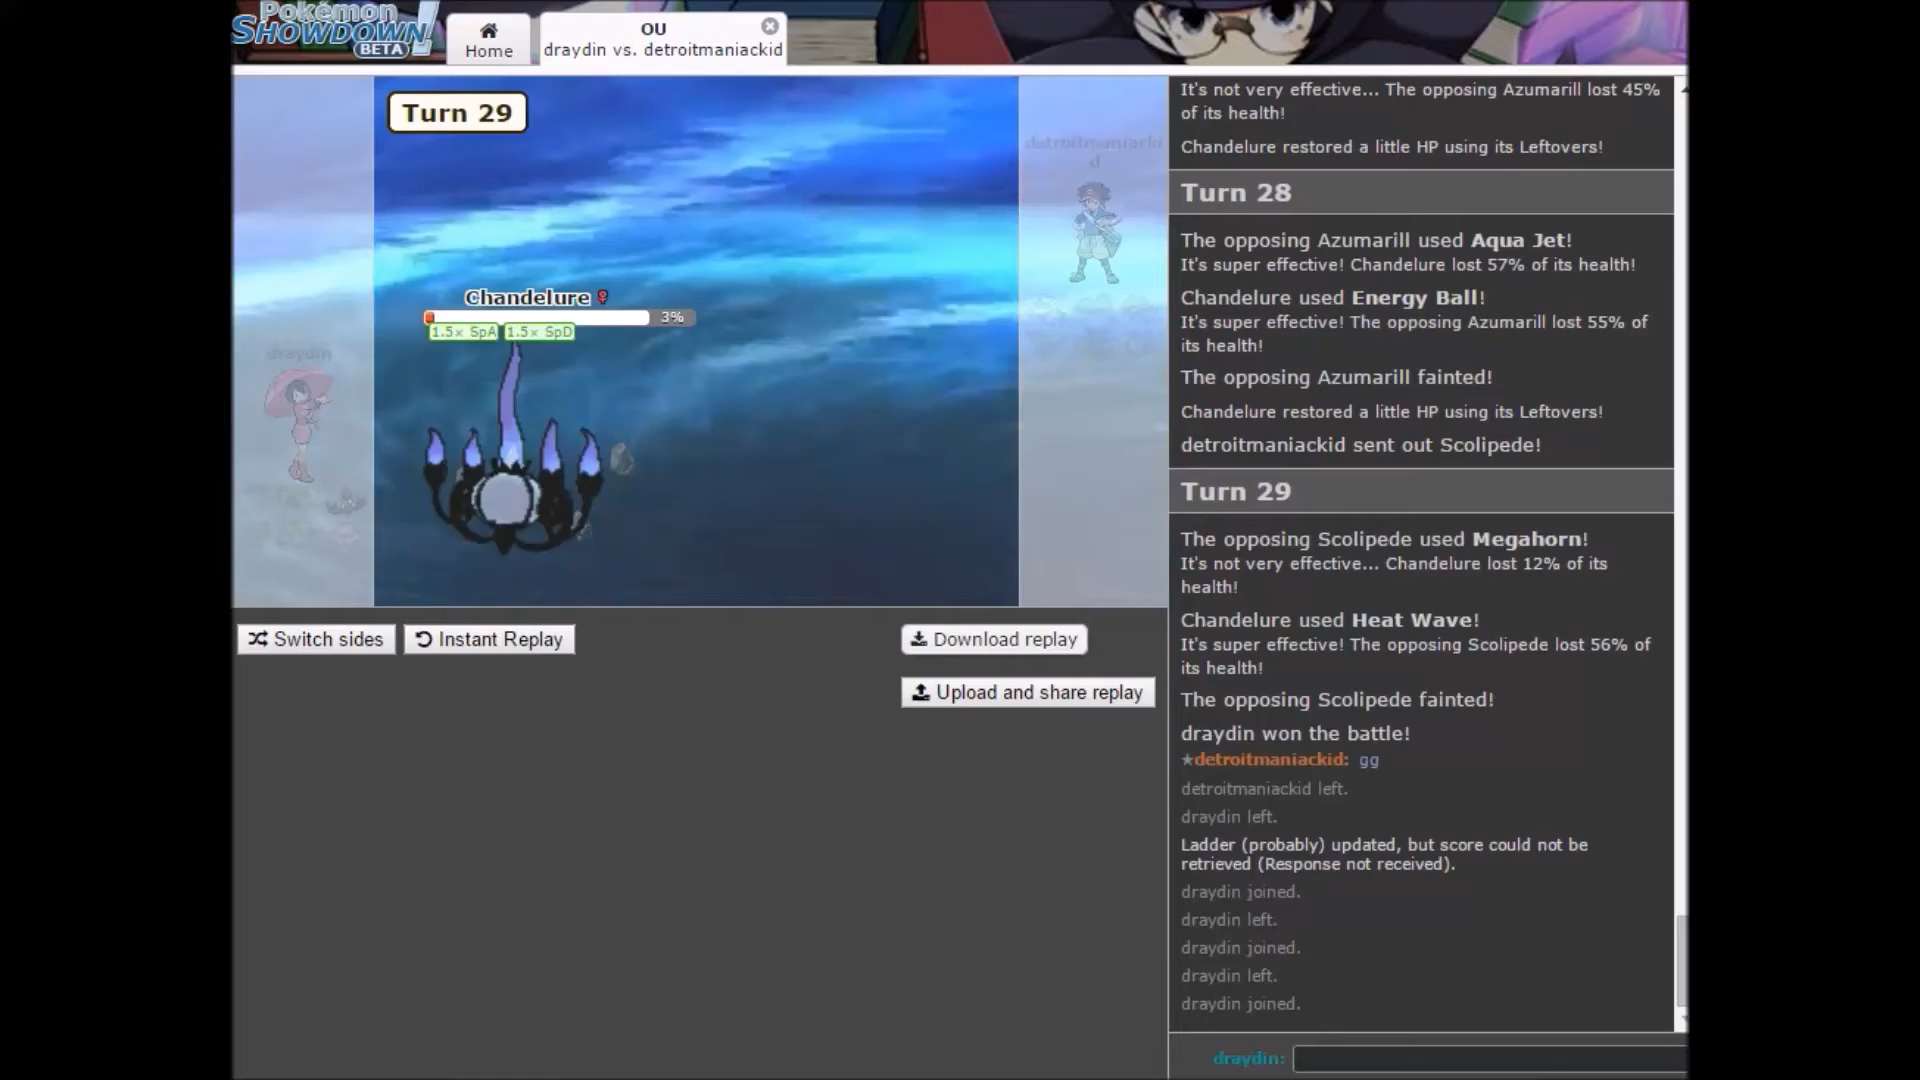 Pokémon
SHOWDOWN!
BETA
Home
OU
draydin vs. detroitmaniackid
Turn 29
detroitmaniacki
d
Chandelure ♀
3%
1.5× SpA 1.5× SpD
draydin
Switch sides
Instant Replay
Download replay
Upload and share replay
It's not very effective... The opposing Azumarill lost 45%
of its health!
Chandelure restored a little HP using its Leftovers!
Turn 28
The opposing Azumarill used Aqua Jet!
It's super effective! Chandelure lost 57% of its health!
Chandelure used Energy Ball!
It's super effective! The opposing Azumarill lost 55% of
its health!
The opposing Azumarill fainted!
Chandelure restored a little HP using its Leftovers!
detroitmaniackid sent out Scolipede!
Turn 29
The opposing Scolipede used Megahorn!
It's not very effective... Chandelure lost 12% of its
health!
Chandelure used Heat Wave!
It's super effective! The opposing Scolipede lost 56% of
its health!
The opposing Scolipede fainted!
draydin won the battle!
★detroitmaniackid: gg
detroitmaniackid left.
draydin left.
Ladder (probably) updated, but score could not be
retrieved (Response not received).
draydin joined.
draydin left.
draydin joined.
draydin left.
draydin joined.
draydin: